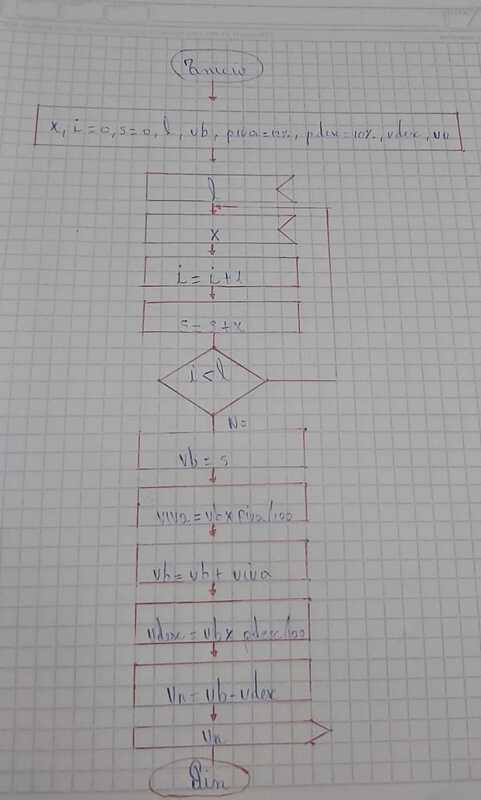 Inicio
x, i=0, s=0, l, vb, piva=12%, pdex=10%, vdex, vn
l
x
i = i+1
s = s+x
i < l
No
vb = s
viva = vb x piva/100
vb = vb + viva
vdex = vb x pdex/100
vn = vb - vdex
vn
Fin